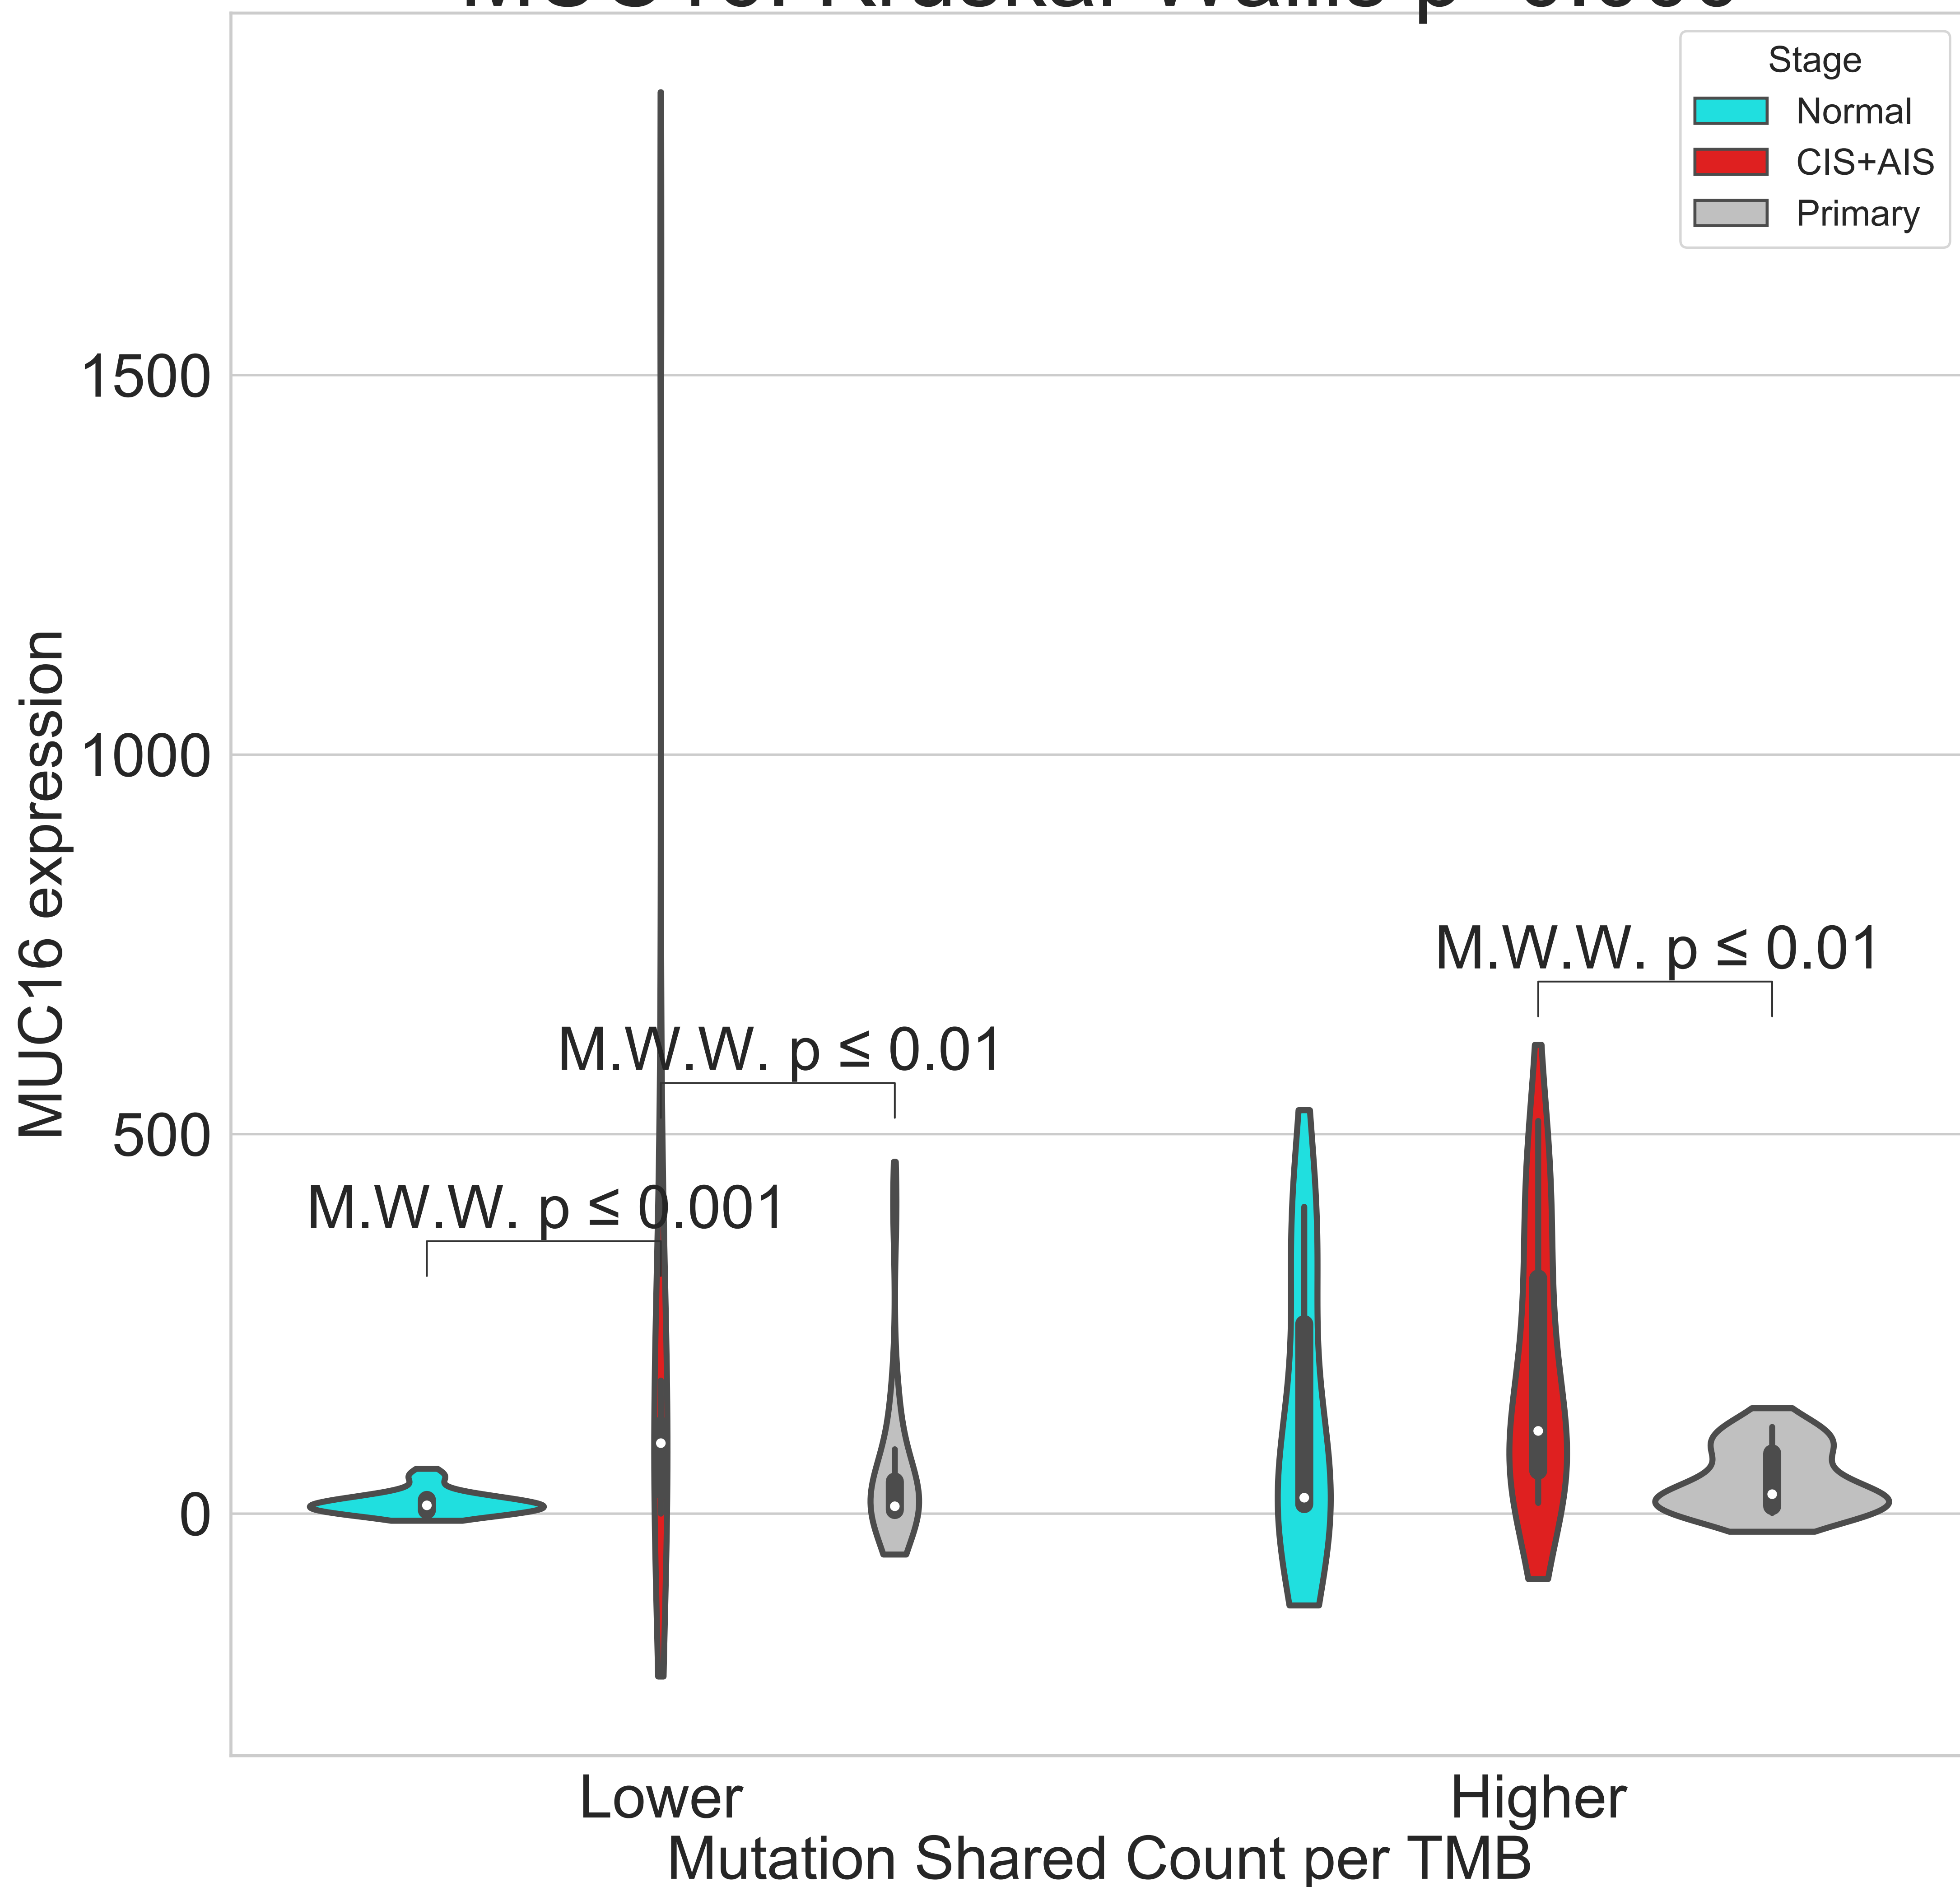 Stage
Normal
CIS+AIS
Primary
1500
1000
500
0
MUC16 expression
M.W.W. p ≤ 0.01
M.W.W. p ≤ 0.01
M.W.W. p ≤ 0.001
Lower
Higher
Mutation Shared Count per TMB